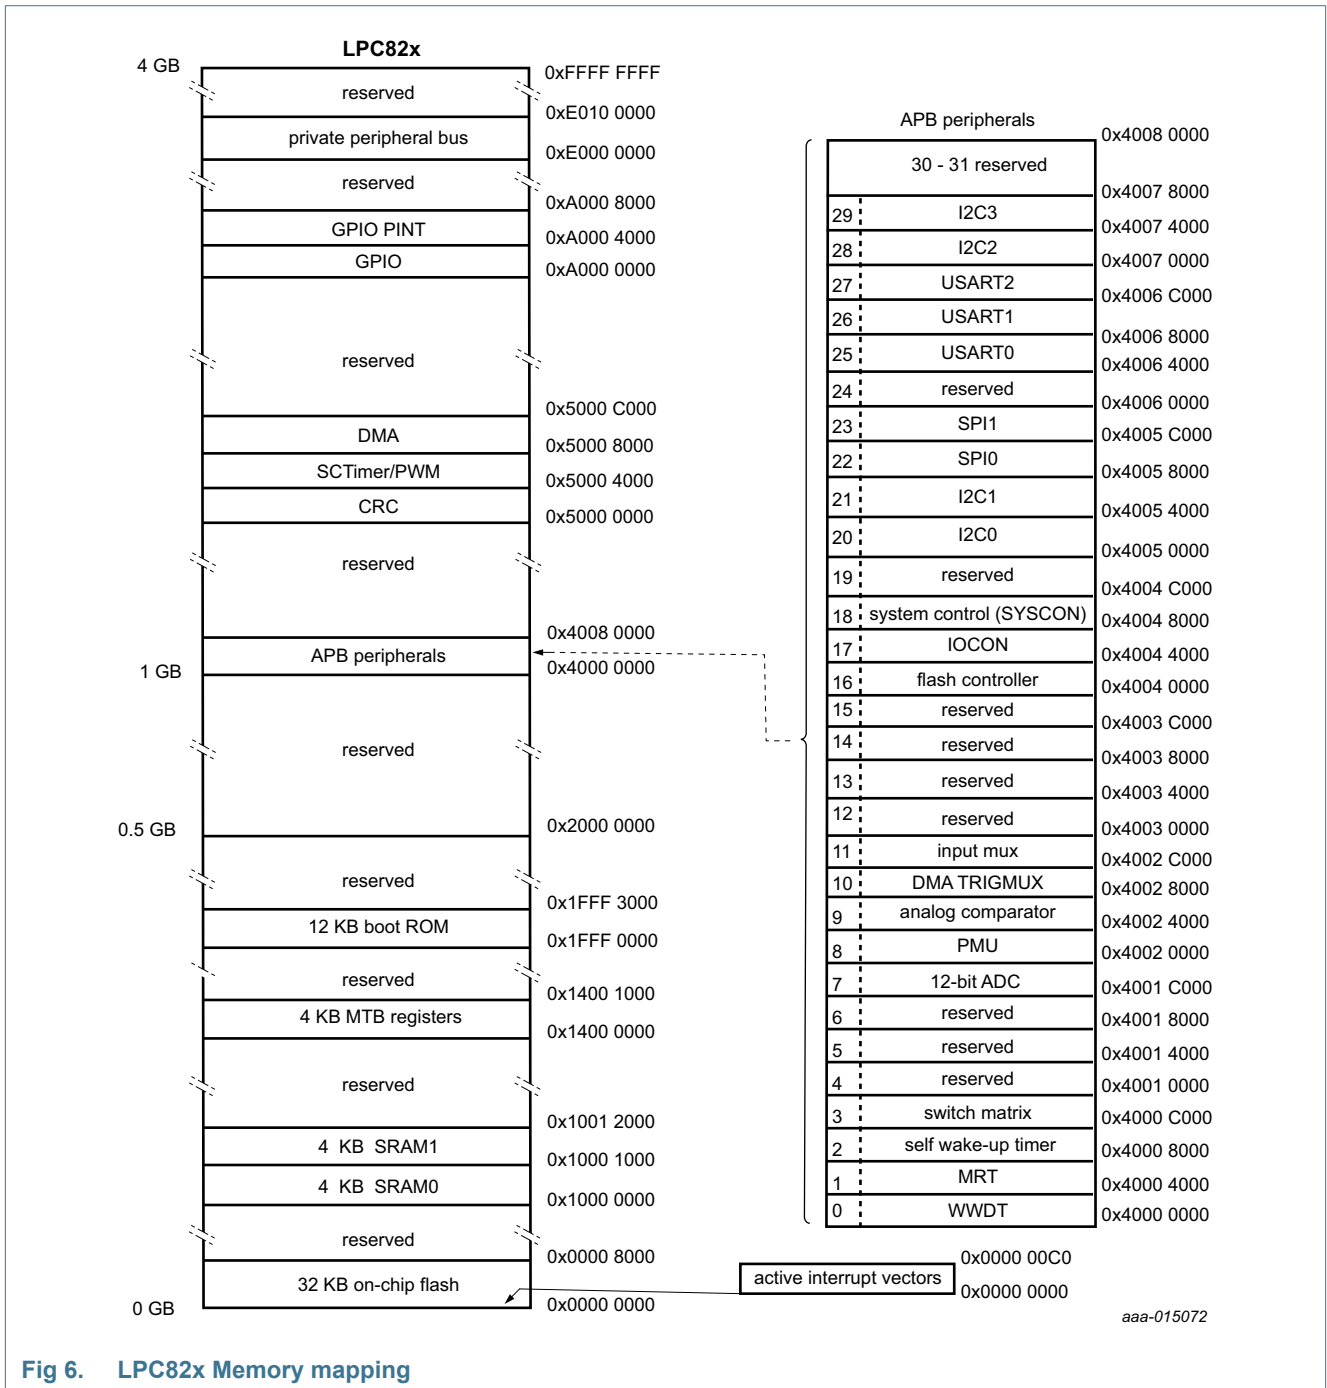 LPC82x
4 GB
0xFFFF FFFF
reserved
0xE010 0000
private peripheral bus
0xE000 0000
reserved
0xA000 8000
GPIO PINT
0xA000 4000
GPIO
0xA000 0000
reserved
0x5000 C000
DMA
0x5000 8000
SCTimer/PWM
0x5000 4000
CRC
0x5000 0000
reserved
0x4008 0000
APB peripherals
0x4000 0000
1 GB
reserved
0x2000 0000
0.5 GB
reserved
0x1FFF 3000
12 KB boot ROM
0x1FFF 0000
reserved
0x1400 1000
4 KB MTB registers
0x1400 0000
reserved
0x1001 2000
4 KB SRAM1
0x1000 1000
4 KB SRAM0
0x1000 0000
reserved
0x0000 8000
32 KB on-chip flash
0x0000 0000
0 GB
APB peripherals
0x4008 0000
30 - 31 reserved
0x4007 8000
29 I2C3
0x4007 4000
28 I2C2
0x4007 0000
27 USART2
0x4006 C000
26 USART1
0x4006 8000
25 USART0
0x4006 4000
24 reserved
0x4006 0000
23 SPI1
0x4005 C000
22 SPI0
0x4005 8000
21 I2C1
0x4005 4000
20 I2C0
0x4005 0000
19 reserved
0x4004 C000
18 system control (SYSCON)
0x4004 8000
17 IOCON
0x4004 4000
16 flash controller
0x4004 0000
15 reserved
0x4003 C000
14 reserved
0x4003 8000
13 reserved
0x4003 4000
12 reserved
0x4003 0000
11 input mux
0x4002 C000
10 DMA TRIGMUX
0x4002 8000
9 analog comparator
0x4002 4000
8 PMU
0x4002 0000
7 12-bit ADC
0x4001 C000
6 reserved
0x4001 8000
5 reserved
0x4001 4000
4 reserved
0x4001 0000
3 switch matrix
0x4000 C000
2 self wake-up timer
0x4000 8000
1 MRT
0x4000 4000
0 WWDT
0x4000 0000
0x0000 00C0
active interrupt vectors
0x0000 0000
aaa-015072
Fig 6. LPC82x Memory mapping